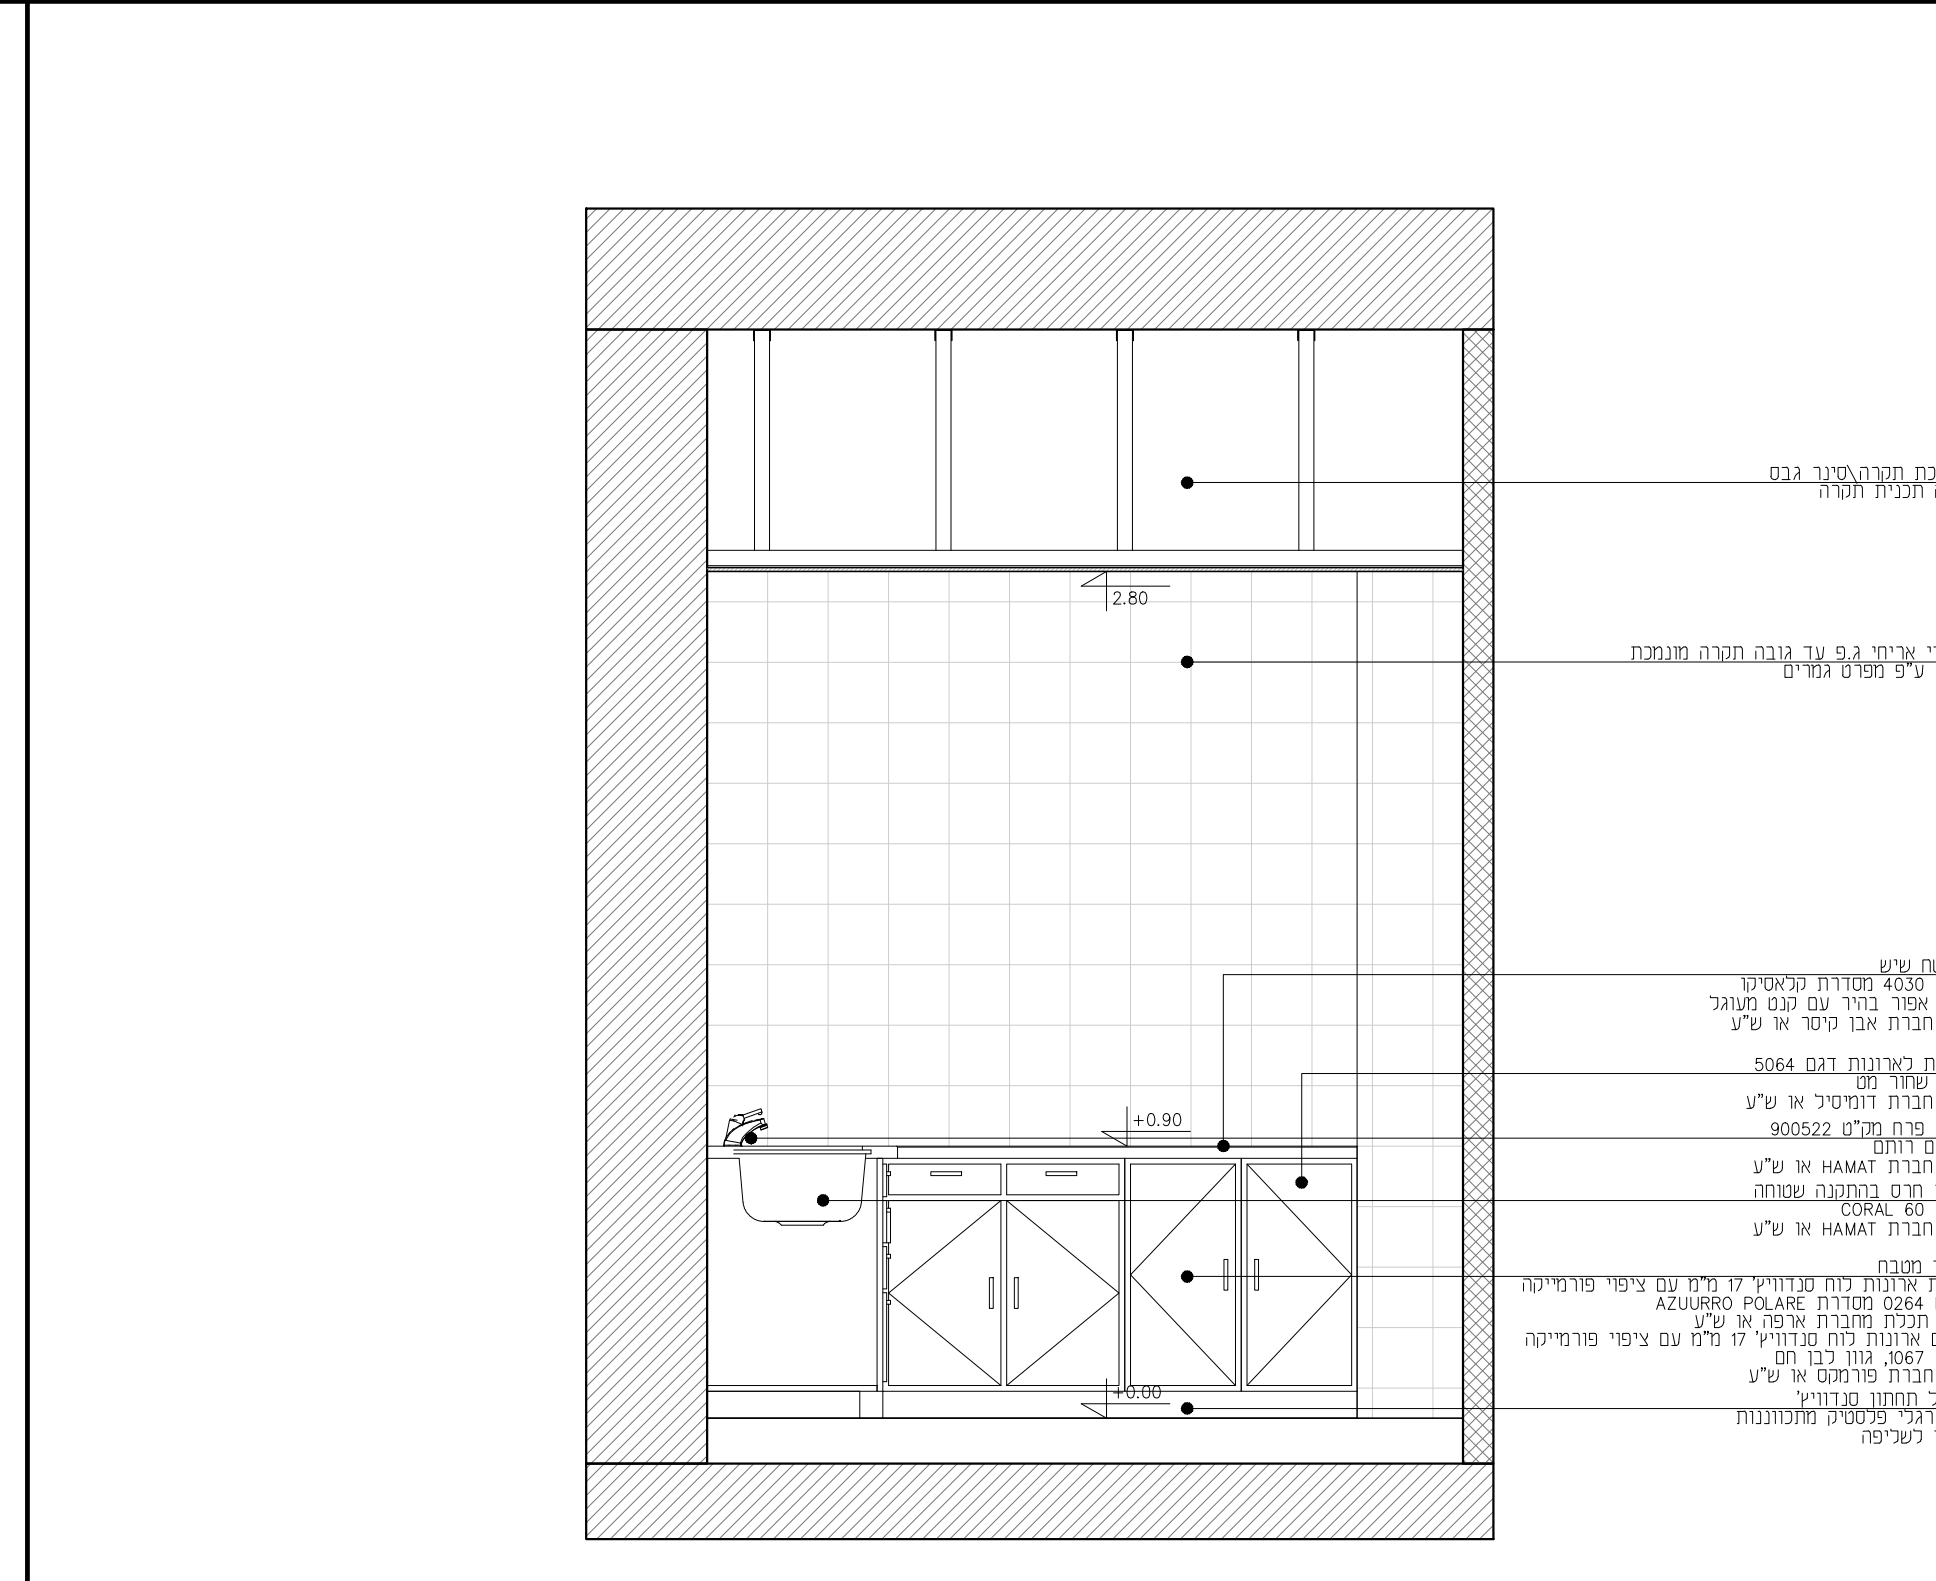 תקרה\סינר גבס
תכנית תקרה
2.80
אריחי ג.פ עד גובה תקרה מונמכת
ע"פ מפרט גמרים
שיש
4030 מסדרת קלאסיקו
אפור בהיר עם קנט מעוגל
חברת אבן קיסר או ש"ע
לארונות דגם 5064
שחור מט
חברת דומיסיל או ש"ע
+0.90
פרח מק"ט 900522
רותם
חברת HAMAT או ש"ע
חרס בהתקנה שטוחה
CORAL 60
חברת HAMAT או ש"ע
מטבח
ארונות לוח סנדוויץ' 17 מ"מ עם ציפוי פורמייקה
0264 מסדרת AZUURRO POLARE
תכלת מחברת ארפה או ש"ע
ארונות לוח סנדוויץ' 17 מ"מ עם ציפוי פורמייקה
1067, גוון לבן חם
חברת פורמקס או ש"ע
+0.00
תחתון סנדוויץ'
רגלי פלסטיק מתכווננות
לשליפה